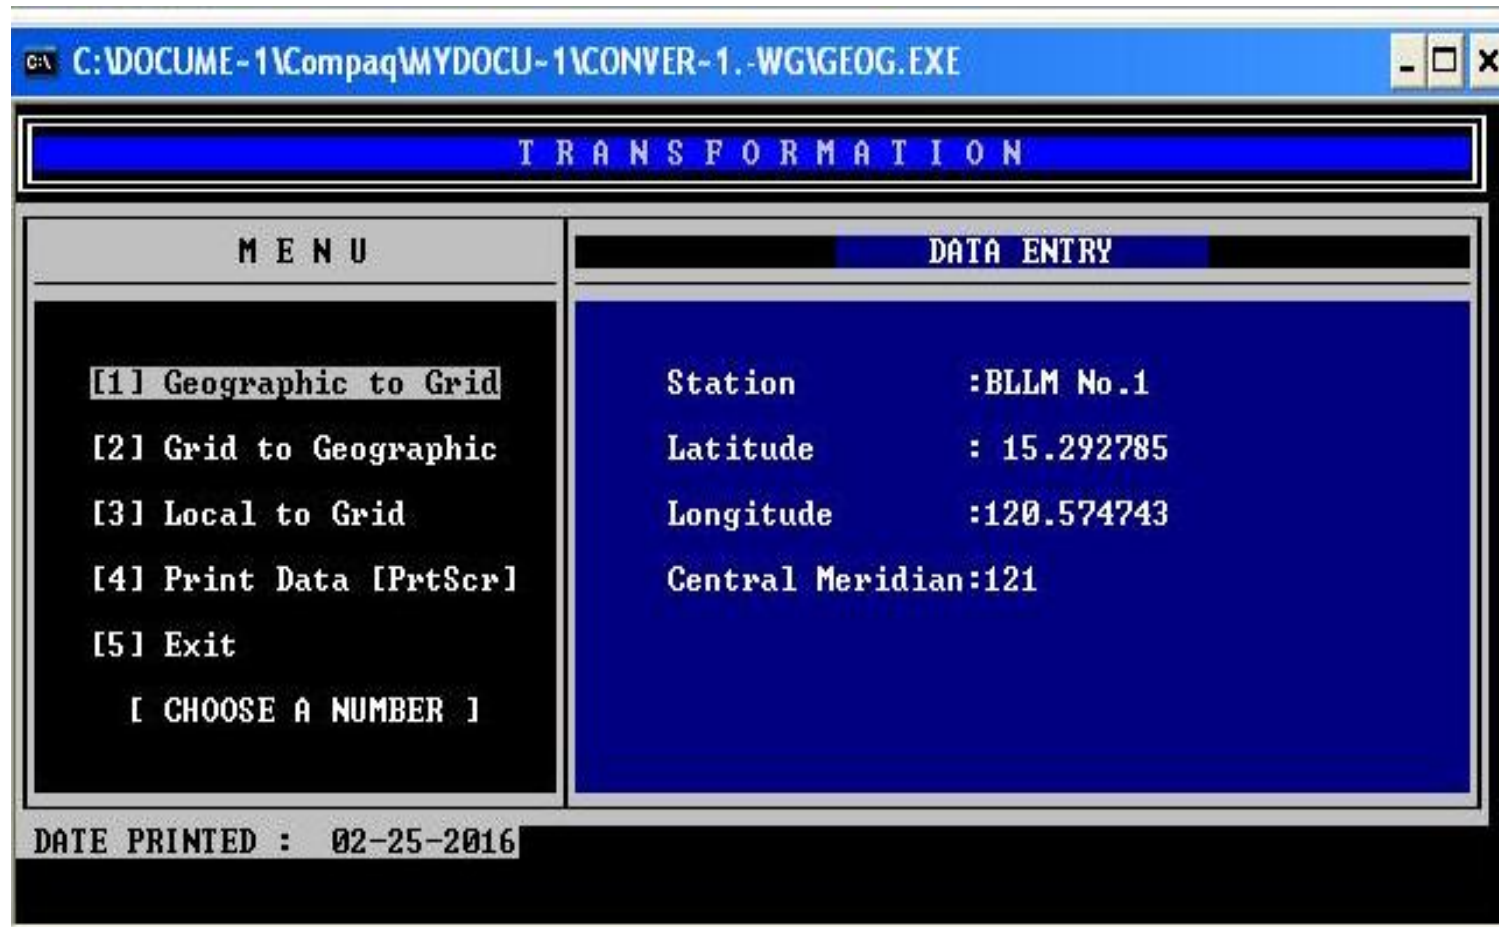 C:\DOCUME~1\Compaq\MYDOCU~1\CONVER~1.-WG\GEOG.EXE
T R A N S F O R M A T I O N
M E N U
[1] Geographic to Grid
[2] Grid to Geographic
[3] Local to Grid
[4] Print Data [PrtScr]
[5] Exit
[ CHOOSE A NUMBER ]
DATA ENTRY
Station :BLLM No.1
Latitude : 15.292785
Longitude :120.574743
Central Meridian:121
DATE PRINTED : 02-25-2016